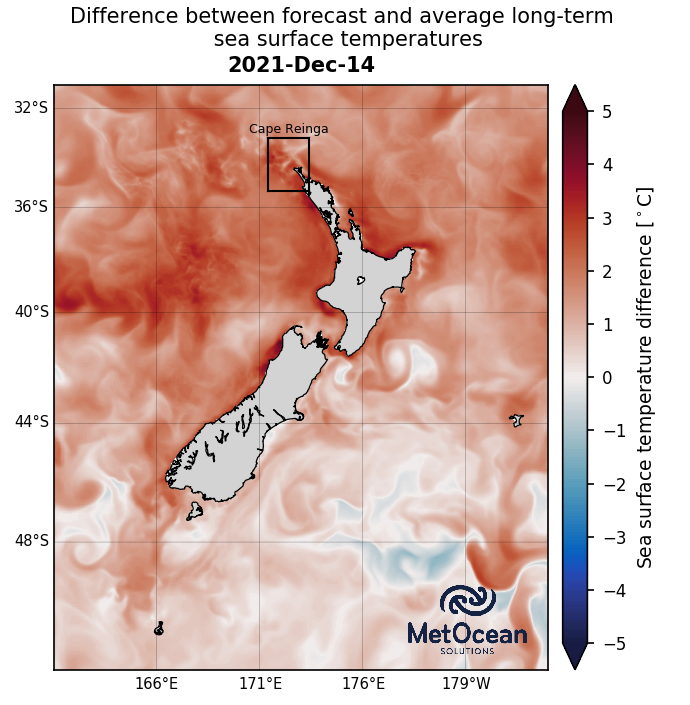 Difference between forecast and average long-term
sea surface temperatures
2021-Dec-14
Cape Reinga
32°S
36°S
40°S
44°S
48°S
166°E
171°E
176°E
179°W
5
4
3
2
1
0
−1
−2
−3
−4
−5
Sea surface temperature difference [°C]
MetOcean
SOLUTIONS